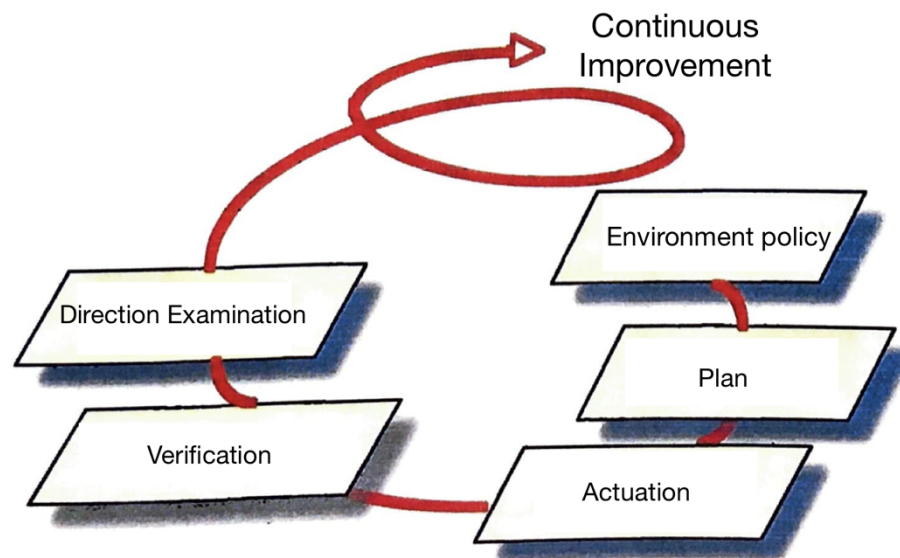 Continuous
Improvement
Environment policy
Direction Examination
Plan
Verification
Actuation